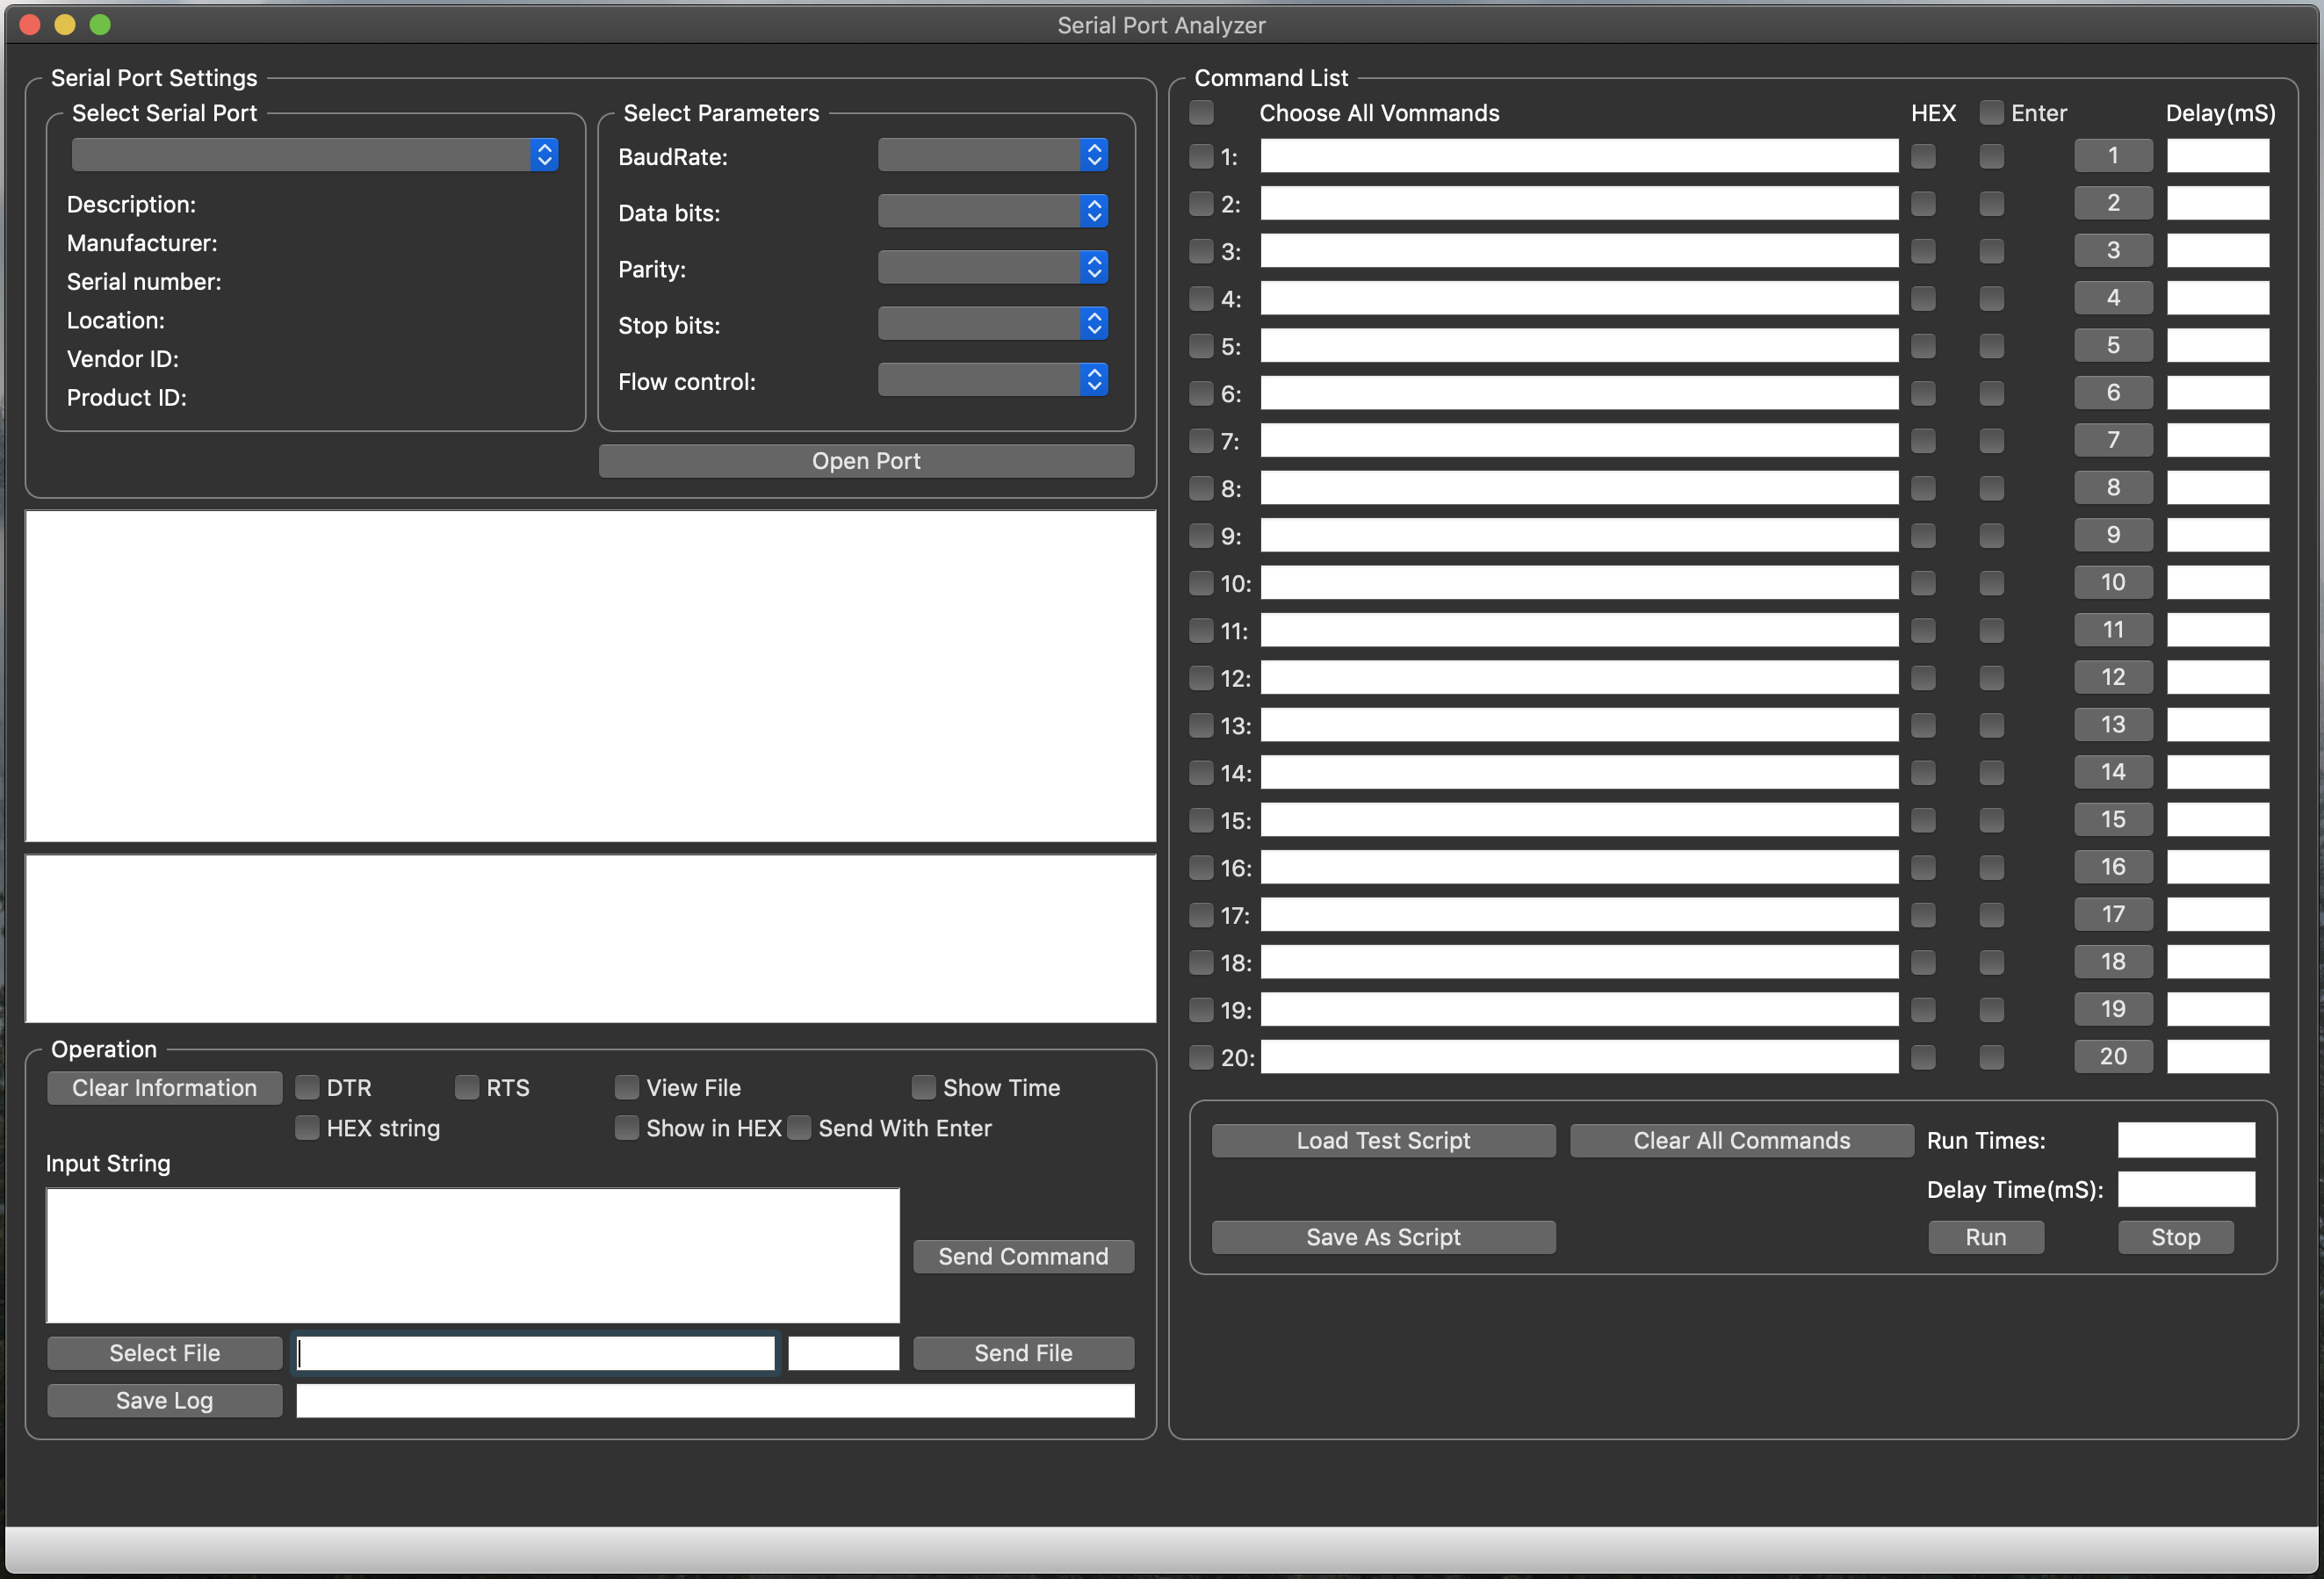 Serial Port Analyzer
Serial Port Settings
Select Serial Port
Description:
Manufacturer:
Serial number:
Location:
Vendor ID:
Product ID:
Select Parameters
BaudRate:
Data bits:
Parity:
Stop bits:
Flow control:
Open Port
Operation
Clear Information DTR RTS View File Show Time
HEX string Show in HEX Send With Enter
Input String
Send Command
Select File Send File
Save Log
Command List
Choose All Vommands HEX Enter Delay(mS)
1: 1
2: 2
3: 3
4: 4
5: 5
6: 6
7: 7
8: 8
9: 9
10: 10
11: 11
12: 12
13: 13
14: 14
15: 15
16: 16
17: 17
18: 18
19: 19
20: 20
Load Test Script Clear All Commands Run Times:
Delay Time(mS):
Save As Script Run Stop